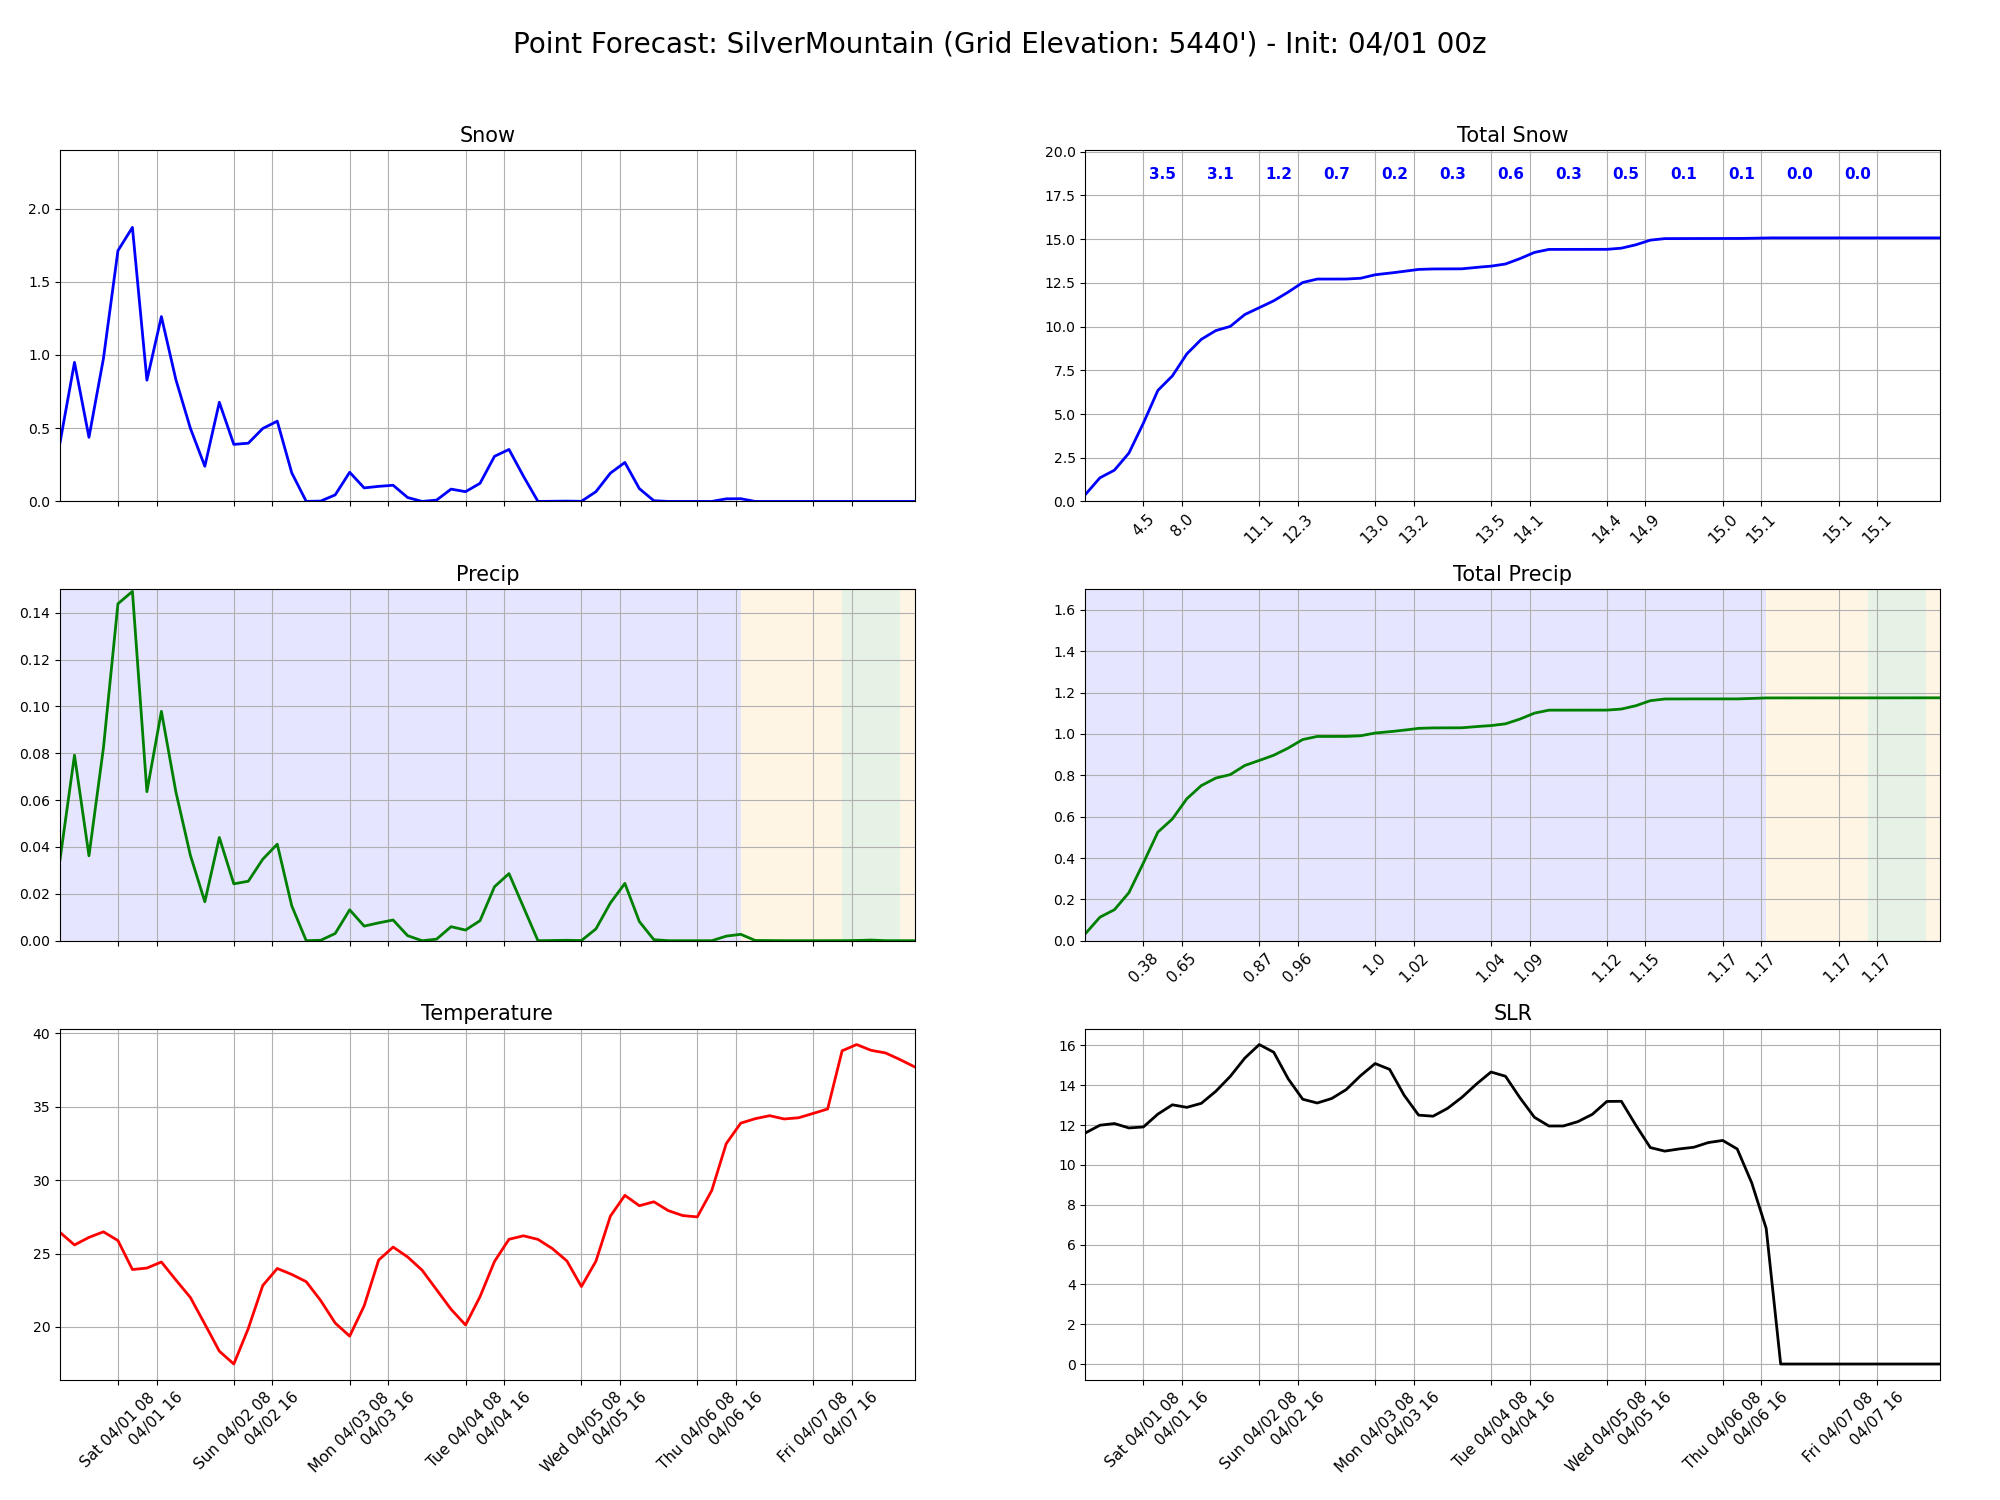 Point Forecast: SilverMountain (Grid Elevation: 5440') - Init: 04/01 00z
Snow
2.0
1.5
1.0
0.5
0.0
Total Snow
20.0
17.5
15.0
12.5
10.0
7.5
5.0
2.5
0.0
3.5 3.1 1.2 0.7 0.2 0.3 0.6 0.3 0.5 0.1 0.1 0.0 0.0
4.5 8.0 11.1 12.3 13.0 13.2 13.5 14.1 14.4 14.9 15.0 15.1 15.1 15.1
Precip
0.14
0.12
0.10
0.08
0.06
0.04
0.02
0.00
Total Precip
1.6
1.4
1.2
1.0
0.8
0.6
0.4
0.2
0.0
0.38 0.65 0.87 0.96 1.0 1.02 1.04 1.09 1.12 1.15 1.17 1.17 1.17 1.17
Temperature
40
35
30
25
20
Sat 04/01 08
04/01 16
Sun 04/02 08
04/02 16
Mon 04/03 08
04/03 16
Tue 04/04 08
04/04 16
Wed 04/05 08
04/05 16
Thu 04/06 08
04/06 16
Fri 04/07 08
04/07 16
SLR
16
14
12
10
8
6
4
2
0
Sat 04/01 08
04/01 16
Sun 04/02 08
04/02 16
Mon 04/03 08
04/03 16
Tue 04/04 08
04/04 16
Wed 04/05 08
04/05 16
Thu 04/06 08
04/06 16
Fri 04/07 08
04/07 16